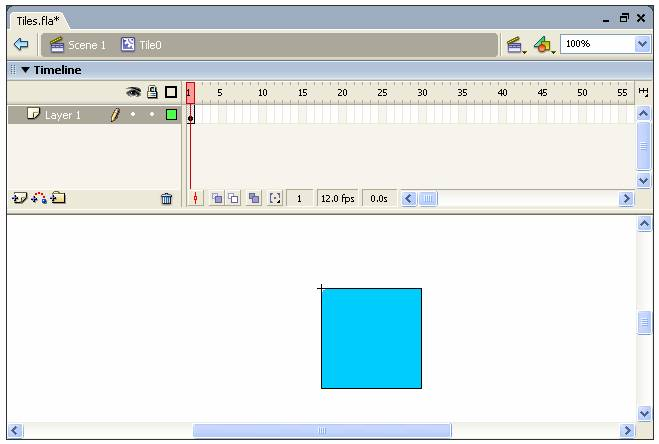 Tiles.fla*
Scene 1 Tile0 100%
Timeline
1 5 10 15 20 25 30 35 40 45 50 55
Layer 1
1 12.0 fps 0.0s